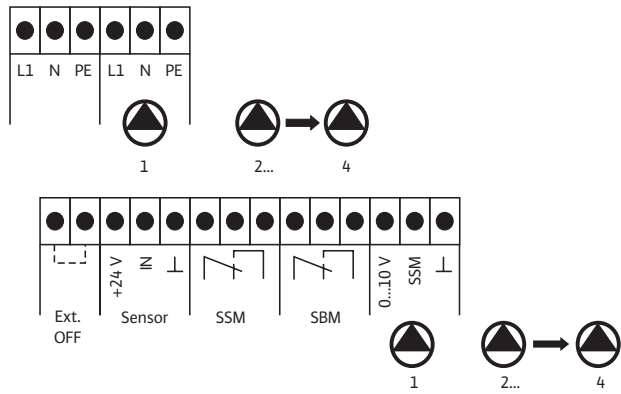 L1 N PE L1 N PE
1 2... 4
+24 V IN 0...10 V SSM
Ext. OFF Sensor SSM SBM
1 2... 4